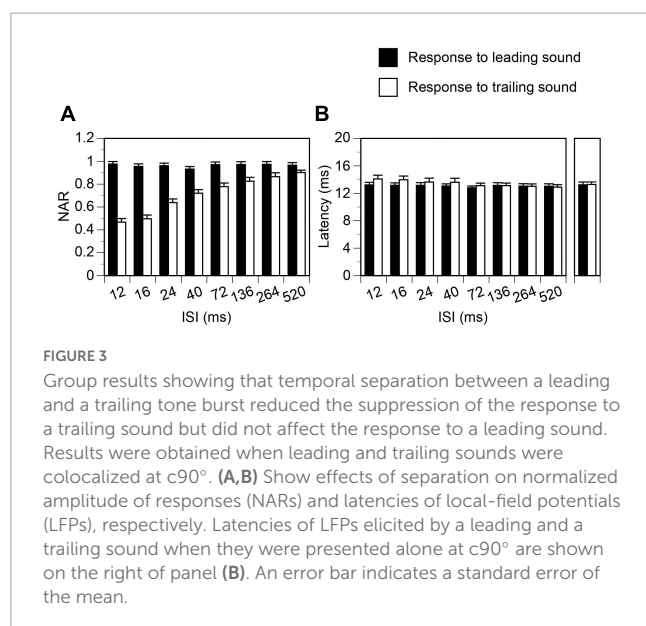 Response to leading sound
Response to trailing sound
A
B
1.2
1
0.8
0.6
0.4
0.2
0
NAR
12 16 24 40 72 136 264 520
ISI (ms)
20
16
12
8
4
0
Latency (ms)
12 16 24 40 72 136 264 520
ISI (ms)
FIGURE 3
Group results showing that temporal separation between a leading
and a trailing tone burst reduced the suppression of the response to
a trailing sound but did not affect the response to a leading sound.
Results were obtained when leading and trailing sounds were
colocalized at c90°. (A,B) Show effects of separation on normalized
amplitude of responses (NARs) and latencies of local-field potentials
(LFPs), respectively. Latencies of LFPs elicited by a leading and a
trailing sound when they were presented alone at c90° are shown
on the right of panel (B). An error bar indicates a standard error of
the mean.